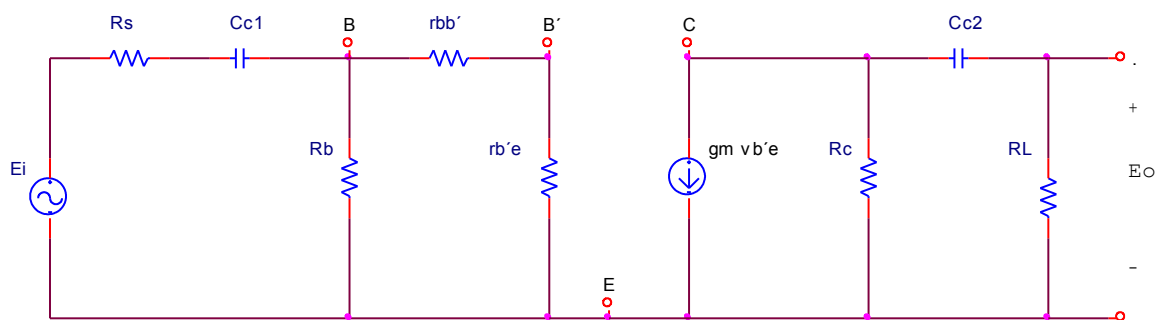 Rs
Cc1
B
rbb´
B´
C
Cc2
.
+
Ei
Rb
rb´e
gm vb´e
Rc
RL
Eo
-
E